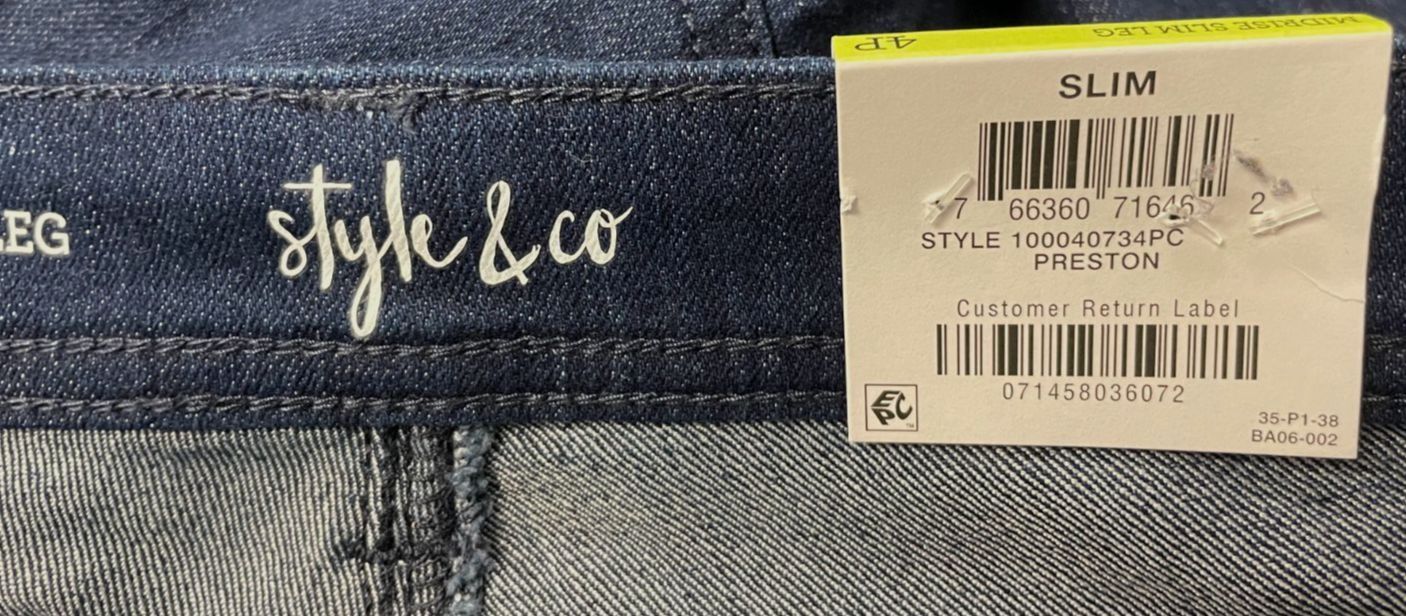 4P MIDRISE SLIM LEG
SLIM
7 66360 71646 2
STYLE 100040734PC
PRESTON
Customer Return Label
071458036072
EPC
TM
35-P1-38
BA06-002
LEG
style & co